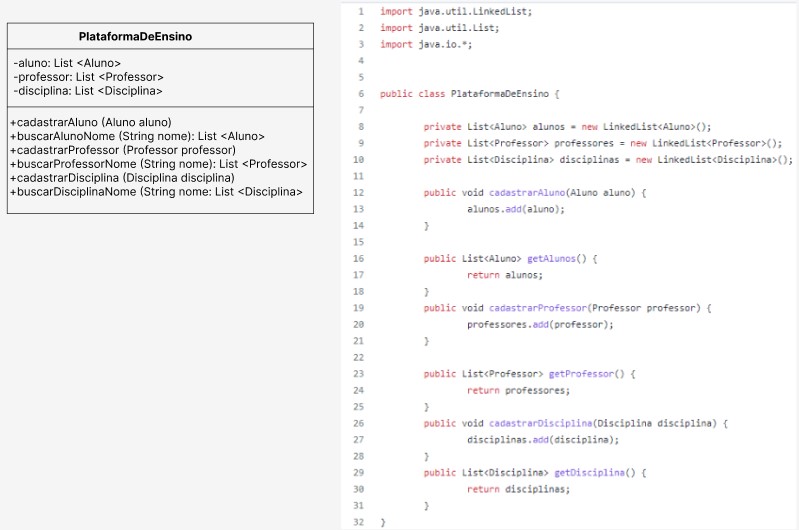 PlataformaDeEnsino
-aluno: List <Aluno>
-professor: List <Professor>
-disciplina: List <Disciplina>
+cadastrarAluno (Aluno aluno)
+buscarAlunoNome (String nome): List <Aluno>
+cadastrarProfessor (Professor professor)
+buscarProfessorNome (String nome): List <Professor>
+cadastrarDisciplina (Disciplina disciplina)
+buscarDisciplinaNome (String nome: List <Disciplina>
1 import java.util.LinkedList;
2 import java.util.List;
3 import java.io.*;
4
5
6 public class PlataformaDeEnsino {
7
8 private List<Aluno> alunos = new LinkedList<Aluno>();
9 private List<Professor> professores = new LinkedList<Professor>();
10 private List<Disciplina> disciplinas = new LinkedList<Disciplina>();
11
12 public void cadastrarAluno(Aluno aluno) {
13 alunos.add(aluno);
14 }
15
16 public List<Aluno> getAlunos() {
17 return alunos;
18 }
19 public void cadastrarProfessor(Professor professor) {
20 professores.add(professor);
21 }
22
23 public List<Professor> getProfessor() {
24 return professores;
25 }
26 public void cadastrarDisciplina(Disciplina disciplina) {
27 disciplinas.add(disciplina);
28 }
29 public List<Disciplina> getDisciplina() {
30 return disciplinas;
31 }
32 }